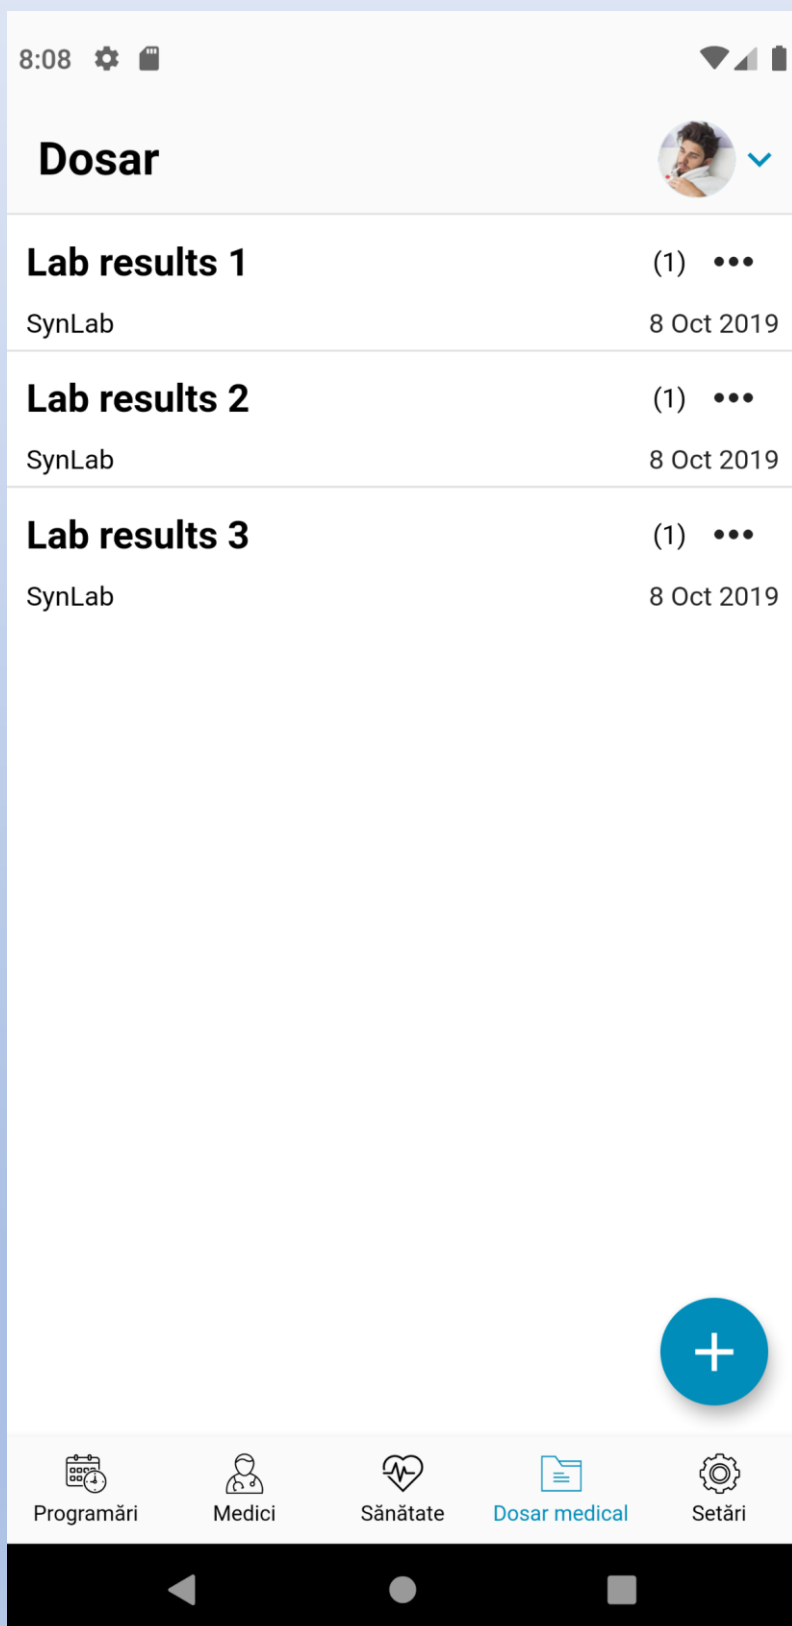 8:08
Dosar
Lab results 1 (1) •••
SynLab 8 Oct 2019
Lab results 2 (1) •••
SynLab 8 Oct 2019
Lab results 3 (1) •••
SynLab 8 Oct 2019
+
Programări Medici Sănătate Dosar medical Setări